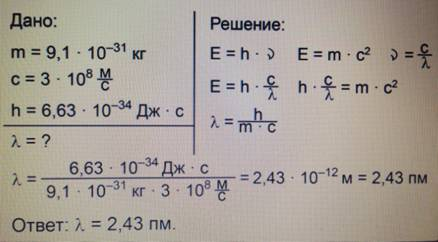 Дано:
m = 9,1 · 10⁻³¹ кг
c = 3 · 10⁸ м/с
h = 6,63 · 10⁻³⁴ Дж · с
λ = ?
Решение:
E = h · ν E = m · c² ν = c/λ
E = h · c/λ h · c/λ = m · c²
λ = h/(m · c)
λ = (6,63 · 10⁻³⁴ Дж · с)/(9,1 · 10⁻³¹ кг · 3 · 10⁸ м/с) = 2,43 · 10⁻¹² м = 2,43 пм
Ответ: λ = 2,43 пм.